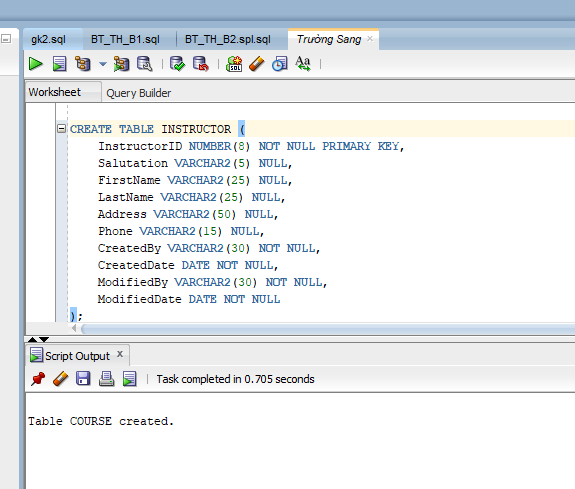 gk2.sql BT_TH_B1.sql BT_TH_B2.spl.sql Trường Sang
SQL Aa
Worksheet Query Builder
CREATE TABLE INSTRUCTOR (
InstructorID NUMBER(8) NOT NULL PRIMARY KEY,
Salutation VARCHAR2(5) NULL,
FirstName VARCHAR2(25) NULL,
LastName VARCHAR2(25) NULL,
Address VARCHAR2(50) NULL,
Phone VARCHAR2(15) NULL,
CreatedBy VARCHAR2(30) NOT NULL,
CreatedDate DATE NOT NULL,
ModifiedBy VARCHAR2(30) NOT NULL,
ModifiedDate DATE NOT NULL
);
Script Output x
Task completed in 0.705 seconds
Table COURSE created.